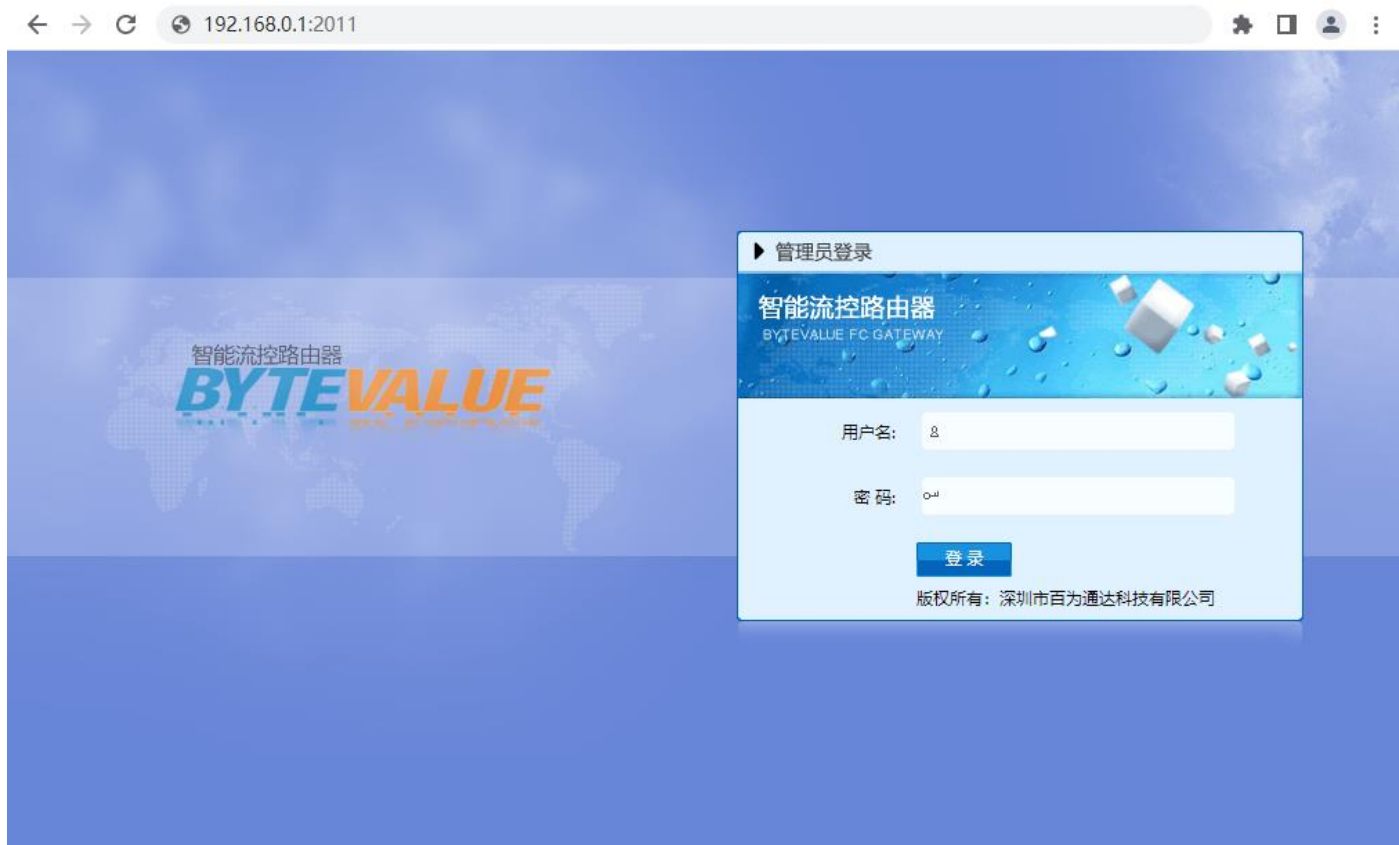 192.168.0.1:2011
智能流控路由器
BYTEVALUE
管理员登录
智能流控路由器
BYTEVALUE FC GATEWAY
用户名:
密 码:
登 录
版权所有：深圳市百为通达科技有限公司